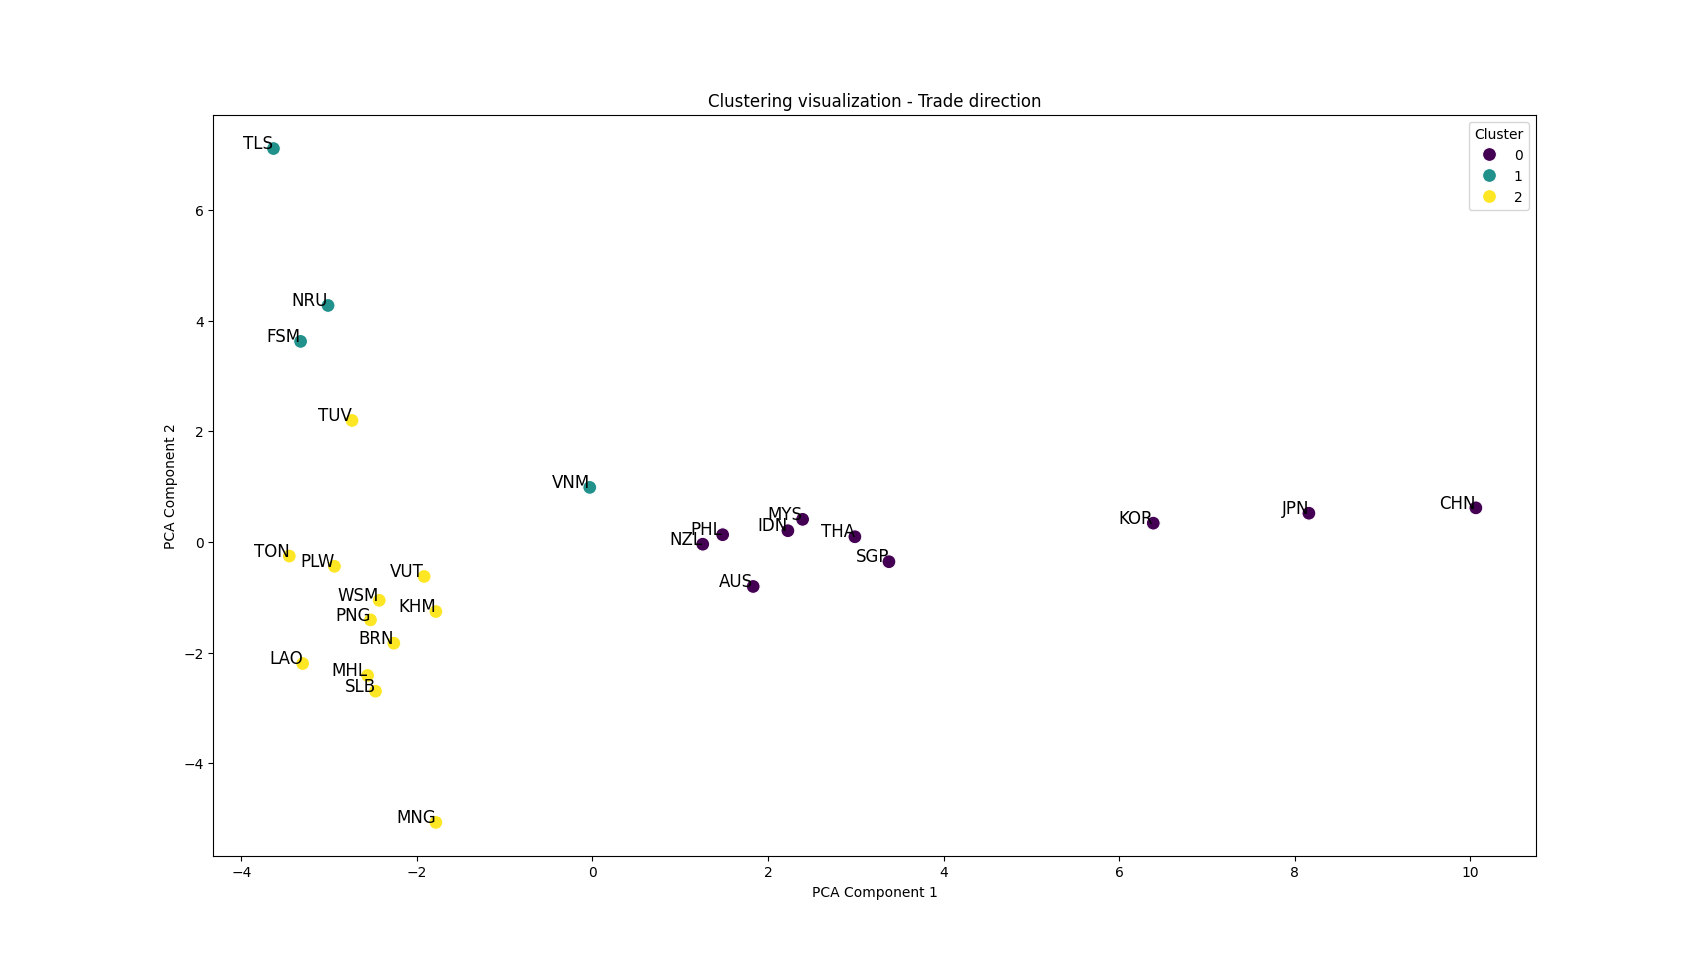 Clustering visualization - Trade direction
Cluster
0
1
2
TLS
NRU
FSM
TUV
VNM
CHN
MYS
JPN
KOR
IDN
PHL
THA
NZL
SGP
AUS
TON
PLW
VUT
WSM
KHM
PNG
BRN
LAO
MHL
SLB
MNG
6
4
2
0
−2
−4
PCA Component 2
−4
−2
0
2
4
6
8
10
PCA Component 1